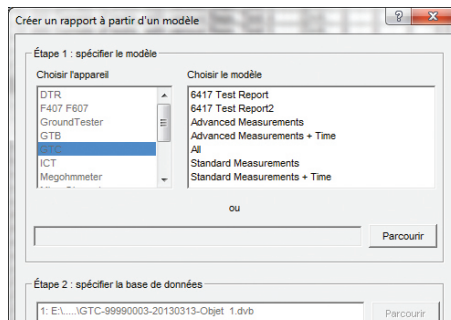 Créer un rapport à partir d'un modèle
Étape 1 : spécifier le modèle
Choisir l'appareil
DTR
F407 F607
GroundTester
GTB
GTC
ICT
Megohmmeter
Choisir le modèle
6417 Test Report
6417 Test Report2
Advanced Measurements
Advanced Measurements + Time
All
Standard Measurements
Standard Measurements + Time
ou
Parcourir
Étape 2 : spécifier la base de données
1: E:\.....\GTC-99990003-20130313-Objet 1.dvb
Parcourir